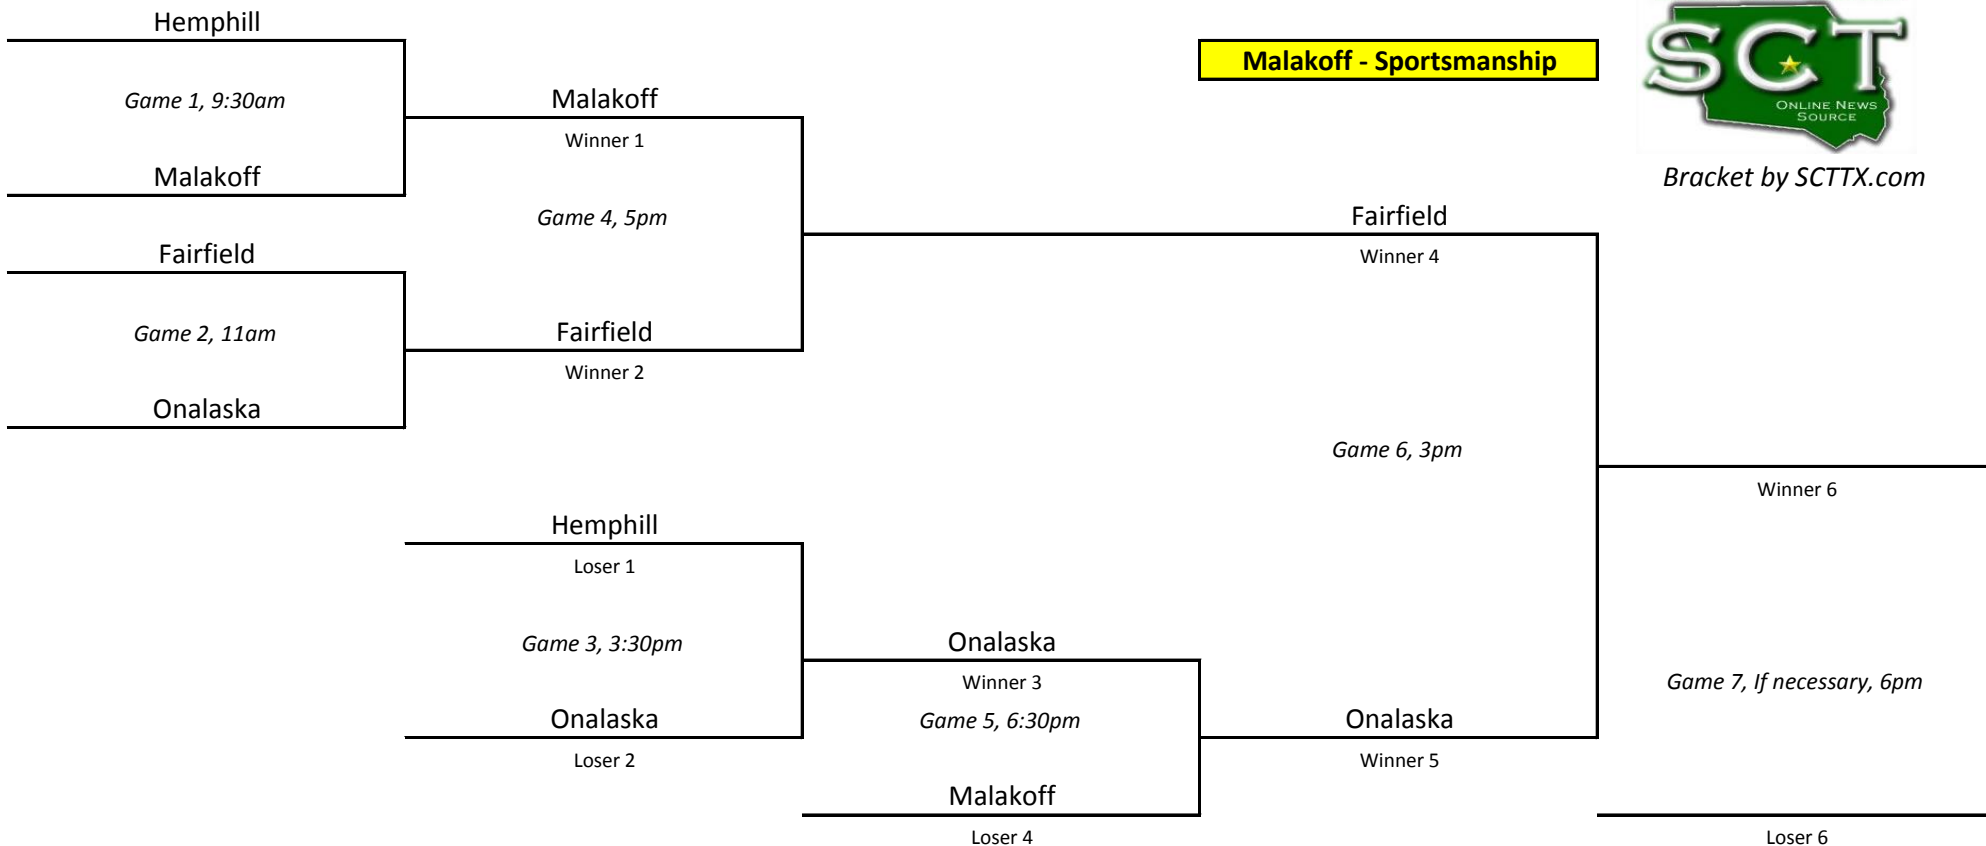 Hemphill
Malakoff - Sportsmanship
SCT
ONLINE NEWS
SOURCE
Game 1, 9:30am
Malakoff
Winner 1
Malakoff
Bracket by SCTTX.com
Game 4, 5pm
Fairfield
Winner 4
Fairfield
Game 2, 11am
Fairfield
Winner 2
Onalaska
Game 6, 3pm
Winner 6
Hemphill
Loser 1
Game 3, 3:30pm
Onalaska
Winner 3
Game 7, If necessary, 6pm
Onalaska
Game 5, 6:30pm
Onalaska
Loser 2
Winner 5
Malakoff
Loser 4
Loser 6